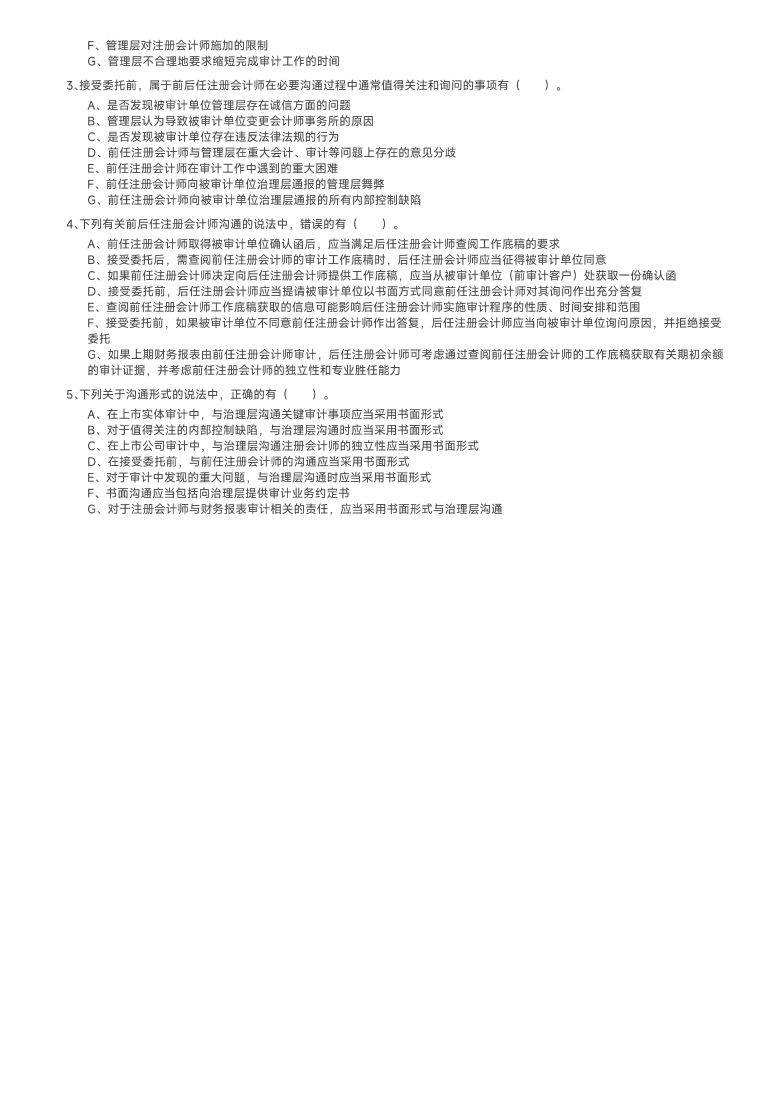 F、管理层对注册会计师施加的限制
G、管理层不合理地要求缩短完成审计工作的时间
3、接受委托前，属于前后任注册会计师在必要沟通过程中通常值得关注和询问的事项有（　　）。
A、是否发现被审计单位管理层存在诚信方面的问题
B、管理层认为导致被审计单位变更会计师事务所的原因
C、是否发现被审计单位存在违反法律法规的行为
D、前任注册会计师与管理层在重大会计、审计等问题上存在的意见分歧
E、前任注册会计师在审计工作中遇到的重大困难
F、前任注册会计师向被审计单位治理层通报的管理层舞弊
G、前任注册会计师向被审计单位治理层通报的所有内部控制缺陷
4、下列有关前后任注册会计师沟通的说法中，错误的有（　　）。
A、前任注册会计师取得被审计单位确认函后，应当满足后任注册会计师查阅工作底稿的要求
B、接受委托后，需查阅前任注册会计师的审计工作底稿时，后任注册会计师应当征得被审计单位同意
C、如果前任注册会计师决定向后任注册会计师提供工作底稿，应当从被审计单位（前审计客户）处获取一份确认函
D、接受委托前，后任注册会计师应当提请被审计单位以书面方式同意前任注册会计师对其询问作出充分答复
E、查阅前任注册会计师工作底稿获取的信息可能影响后任注册会计师实施审计程序的性质、时间安排和范围
F、接受委托前，如果被审计单位不同意前任注册会计师作出答复，后任注册会计师应当向被审计单位询问原因，并拒绝接受
委托
G、如果上期财务报表由前任注册会计师审计，后任注册会计师可考虑通过查阅前任注册会计师的工作底稿获取有关期初余额
的审计证据，并考虑前任注册会计师的独立性和专业胜任能力
5、下列关于沟通形式的说法中，正确的有（　　）。
A、在上市实体审计中，与治理层沟通关键审计事项应当采用书面形式
B、对于值得关注的内部控制缺陷，与治理层沟通时应当采用书面形式
C、在上市公司审计中，与治理层沟通注册会计师的独立性应当采用书面形式
D、在接受委托前，与前任注册会计师的沟通应当采用书面形式
E、对于审计中发现的重大问题，与治理层沟通时应当采用书面形式
F、书面沟通应当包括向治理层提供审计业务约定书
G、对于注册会计师与财务报表审计相关的责任，应当采用书面形式与治理层沟通